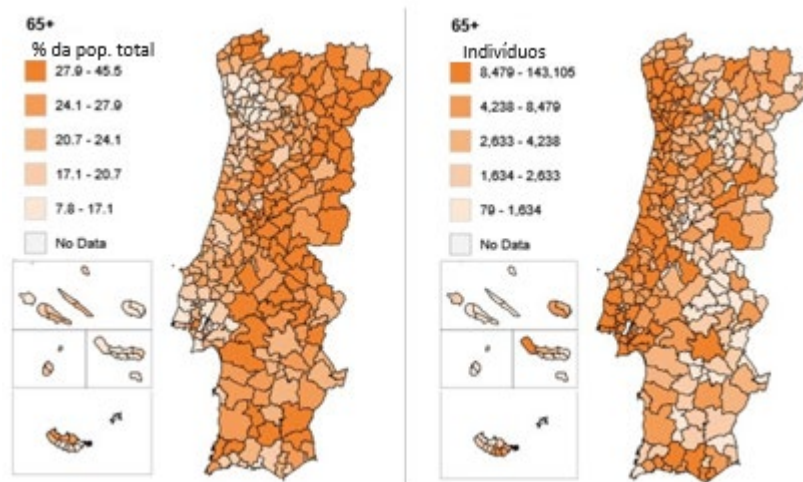 65+
% da pop. total
27.9 - 45.5
24.1 - 27.9
20.7 - 24.1
17.1 - 20.7
7.8 - 17.1
No Data
65+
Indivíduos
8,479 - 143,105
4,238 - 8,479
2,633 - 4,238
1,634 - 2,633
79 - 1,634
No Data